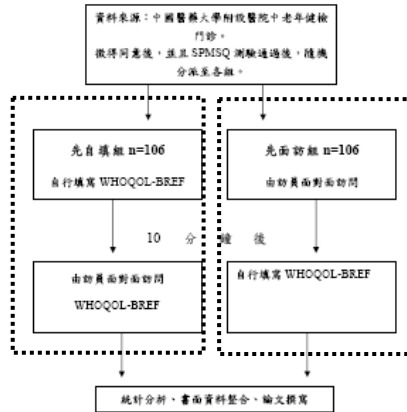 資料來源：中國醫藥大學附設醫院中老年健檢
門診。
徵得同意後，並且 SPMSQ 測驗通過後，隨機
分派至各組。
先自填組 n=106
自行填寫 WHOQOL-BREF
先面訪組 n=106
由訪員面對面訪問
10 分 鐘 後
由訪員面對面訪問
WHOQOL-BREF
自行填寫 WHOQOL-BREF
統計分析、書面資料整合、論文撰寫